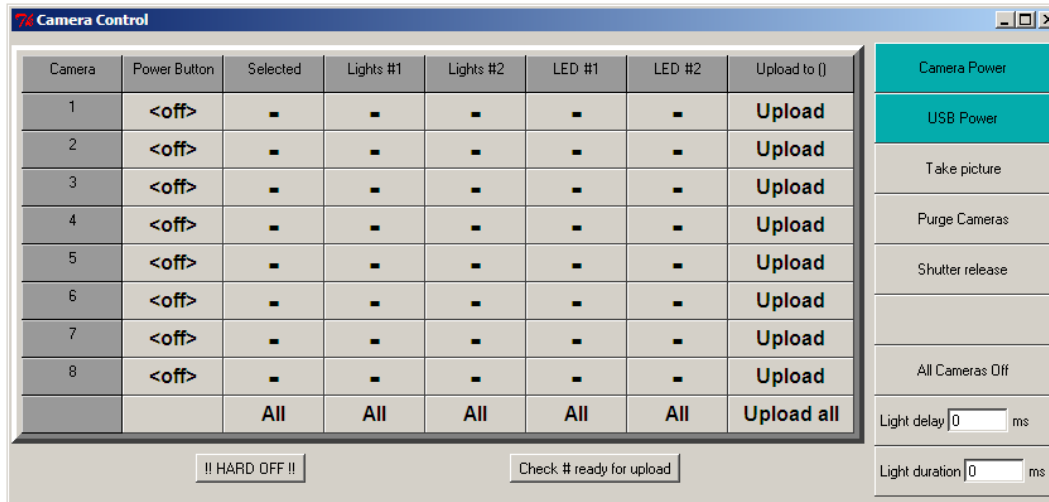 Camera Control
Camera Power Button Selected Lights #1 Lights #2 LED #1 LED #2 Upload to ()
1 <off> - - - - - Upload
2 <off> - - - - - Upload
3 <off> - - - - - Upload
4 <off> - - - - - Upload
5 <off> - - - - - Upload
6 <off> - - - - - Upload
7 <off> - - - - - Upload
8 <off> - - - - - Upload
All All All All All Upload all
!! HARD OFF !! Check # ready for upload
Camera Power
USB Power
Take picture
Purge Cameras
Shutter release
All Cameras Off
Light delay 0 ms
Light duration 0 ms